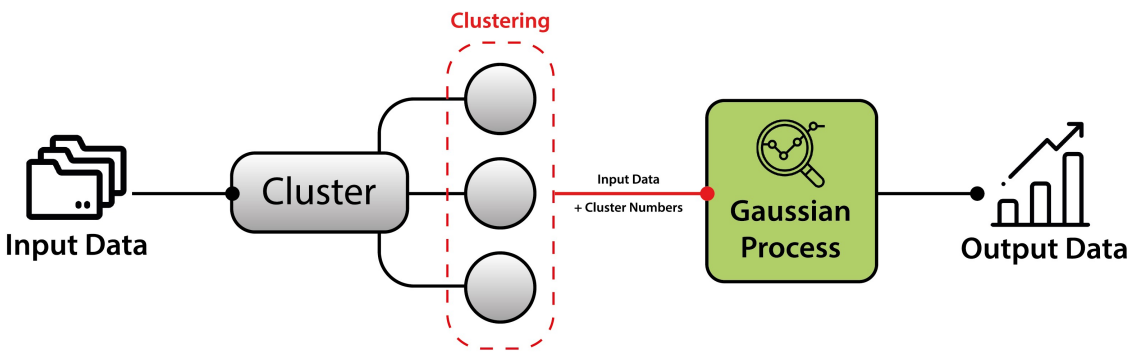 Clustering
Cluster
Input Data
Input Data
+ Cluster Numbers
Gaussian
Process
Output Data